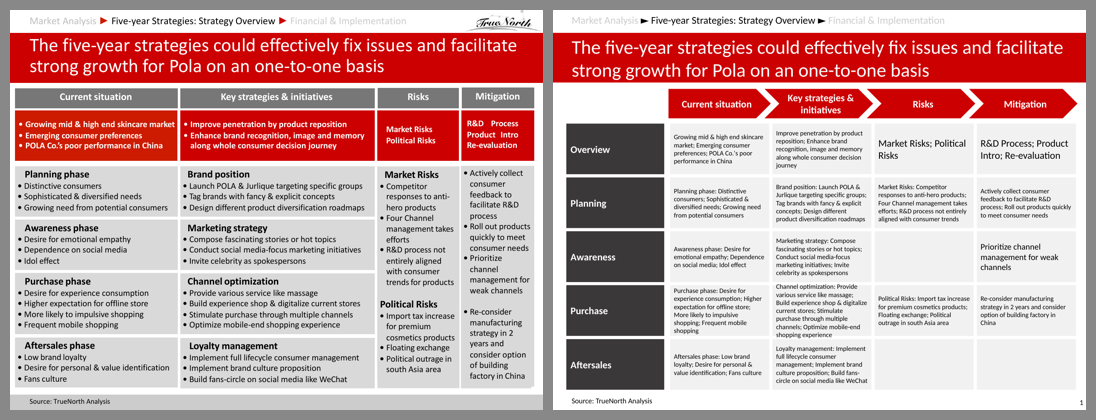 Market Analysis ► Five-year Strategies: Strategy Overview ► Financial & Implementation
True North
The five-year strategies could effectively fix issues and facilitate
strong growth for Pola on an one-to-one basis
Current situation
Key strategies & initiatives
Risks
Mitigation
• Growing mid & high end skincare market
• Emerging consumer preferences
• POLA Co.'s poor performance in China
• Improve penetration by product reposition
• Enhance brand recognition, image and memory
along whole consumer decision journey
Market Risks
Political Risks
R&D Process
Product Intro
Re-evaluation
Planning phase
• Distinctive consumers
• Sophisticated & diversified needs
• Growing need from potential consumers
Brand position
• Launch POLA & Jurlique targeting specific groups
• Tag brands with fancy & explicit concepts
• Design different product diversification roadmaps
Awareness phase
• Desire for emotional empathy
• Dependence on social media
• Idol effect
Marketing strategy
• Compose fascinating stories or hot topics
• Conduct social media-focus marketing initiatives
• Invite celebrity as spokespersons
Purchase phase
• Desire for experience consumption
• Higher expectation for offline store
• More likely to impulsive shopping
• Frequent mobile shopping
Channel optimization
• Provide various service like massage
• Build experience shop & digitalize current stores
• Stimulate purchase through multiple channels
• Optimize mobile-end shopping experience
Aftersales phase
• Low brand loyalty
• Desire for personal & value identification
• Fans culture
Loyalty management
• Implement full lifecycle consumer management
• Implement brand culture proposition
• Build fans-circle on social media like WeChat
Market Risks
• Competitor
responses to anti-
hero products
• Four Channel
management takes
efforts
• R&D process not
entirely aligned
with consumer
trends
Political Risks
• Import tax increase
for premium
cosmetics products
• Floating exchange
• Political outrage in
south Asia area
• Actively collect
consumer
feedback to
facilitate R&D
process
• Roll out products
quickly to meet
consumer needs
• Prioritize
channel
management for
weak channels
• Re-consider
manufacturing
strategy in 2
years and
consider option
of building
factory in China
Source: TrueNorth Analysis
Market Analysis ► Five-year Strategies: Strategy Overview ► Financial & Implementation
The five-year strategies could effectively fix issues and facilitate
strong growth for Pola on an one-to-one basis
Current situation
Key strategies &
initiatives
Risks
Mitigation
Overview
Growing mid & high end skincare
market; Emerging consumer
preferences; POLA Co.'s poor
performance in China
Improve penetration by product
reposition; Enhance brand
recognition, image and memory
along whole consumer decision
journey
Market Risks; Political
Risks
R&D Process; Product
Intro; Re-evaluation
Planning
Planning phase: Distinctive
consumers; Sophisticated &
diversified needs; Growing need
from potential consumers
Brand position: Launch POLA &
Jurlique targeting specific groups;
Tag brands with fancy & explicit
concepts; Design different
product diversification roadmaps
Market Risks: Competitor
responses to anti-hero products;
Four Channel management takes
efforts; R&D process not entirely
aligned with consumer trends
Actively collect consumer
feedback to facilitate R&D
process; Roll out products quickly
to meet consumer needs
Awareness
Awareness phase: Desire for
emotional empathy; Dependence
on social media; Idol effect
Marketing strategy: Compose
fascinating stories or hot topics;
Conduct social media-focus
marketing initiatives; Invite
celebrity as spokespersons
Prioritize channel
management for weak
channels
Purchase
Purchase phase: Desire for
experience consumption; Higher
expectation for offline store;
More likely to impulsive
shopping; Frequent mobile
shopping
Channel optimization: Provide
various service like massage;
Build experience shop & digitalize
current stores; Stimulate
purchase through multiple
channels; Optimize mobile-end
shopping experience
Political Risks: Import tax increase
for premium cosmetics products;
Floating exchange; Political
outrage in south Asia area
Re-consider manufacturing
strategy in 2 years and consider
option of building factory in
China
Aftersales
Aftersales phase: Low brand
loyalty; Desire for personal &
value identification; Fans culture
Loyalty management: Implement
full lifecycle consumer
management; Implement brand
culture proposition; Build fans-
circle on social media like WeChat
Source: TrueNorth Analysis
1